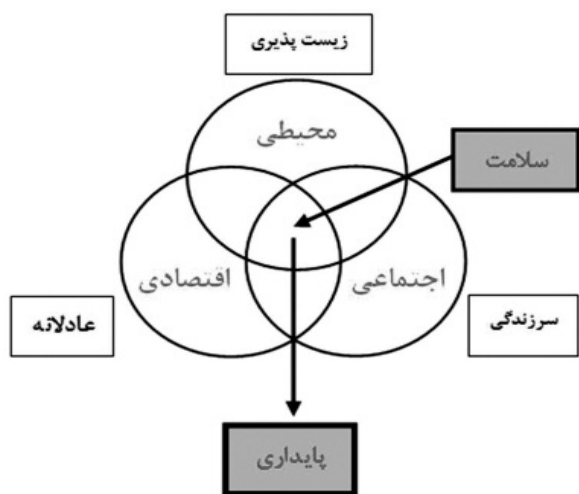 زیست پذیری
محیطی
سلامت
اجتماعی
اقتصادی
سرزندگی
عادلانه
پایداری